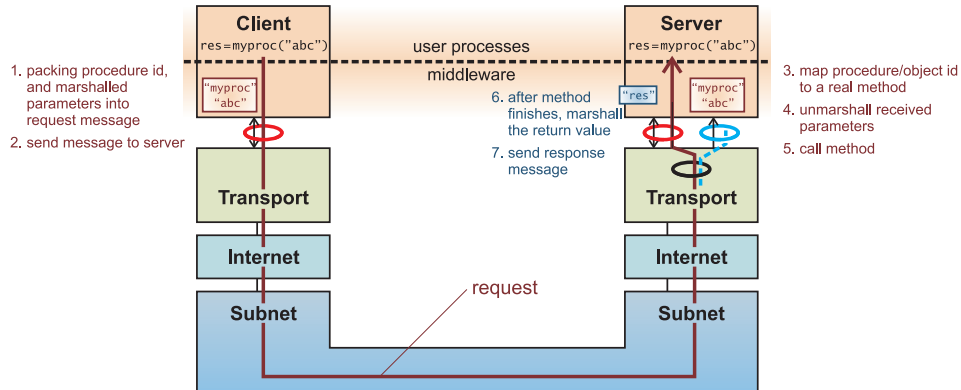 Client
res=myproc("abc")
Server
res=myproc("abc")
user processes
middleware
1. packing procedure id,
and marshalled
parameters into
request message
2. send message to server
"myproc"
"abc"
6. after method
finishes, marshall
the return value
7. send response
message
"res"
"myproc"
"abc"
3. map procedure/object id
to a real method
4. unmarshall received
parameters
5. call method
Transport
Transport
Internet
Internet
request
Subnet
Subnet